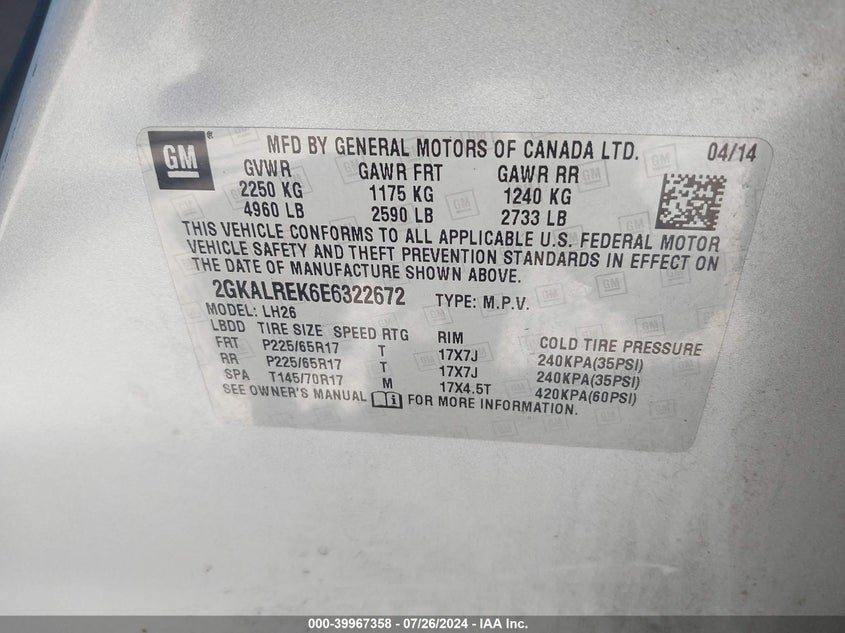 GM® MFD BY GENERAL MOTORS OF CANADA LTD. 04/14
GVWR GAWR FRT GAWR RR
2250 KG 1175 KG 1240 KG
4960 LB 2590 LB 2733 LB
THIS VEHICLE CONFORMS TO ALL APPLICABLE U.S. FEDERAL MOTOR
VEHICLE SAFETY AND THEFT PREVENTION STANDARDS IN EFFECT ON
THE DATE OF MANUFACTURE SHOWN ABOVE.
2GKALREK6E6322672 TYPE: M.P.V.
MODEL: LH26
LBDD TIRE SIZE SPEED RTG RIM COLD TIRE PRESSURE
FRT P225/65R17 T 17X7J 240KPA(35PSI)
RR P225/65R17 T 17X7J 240KPA(35PSI)
SPA T145/70R17 M 17X4.5T 420KPA(60PSI)
SEE OWNER'S MANUAL i FOR MORE INFORMATION.
000-39967358 - 07/26/2024 - IAA Inc.